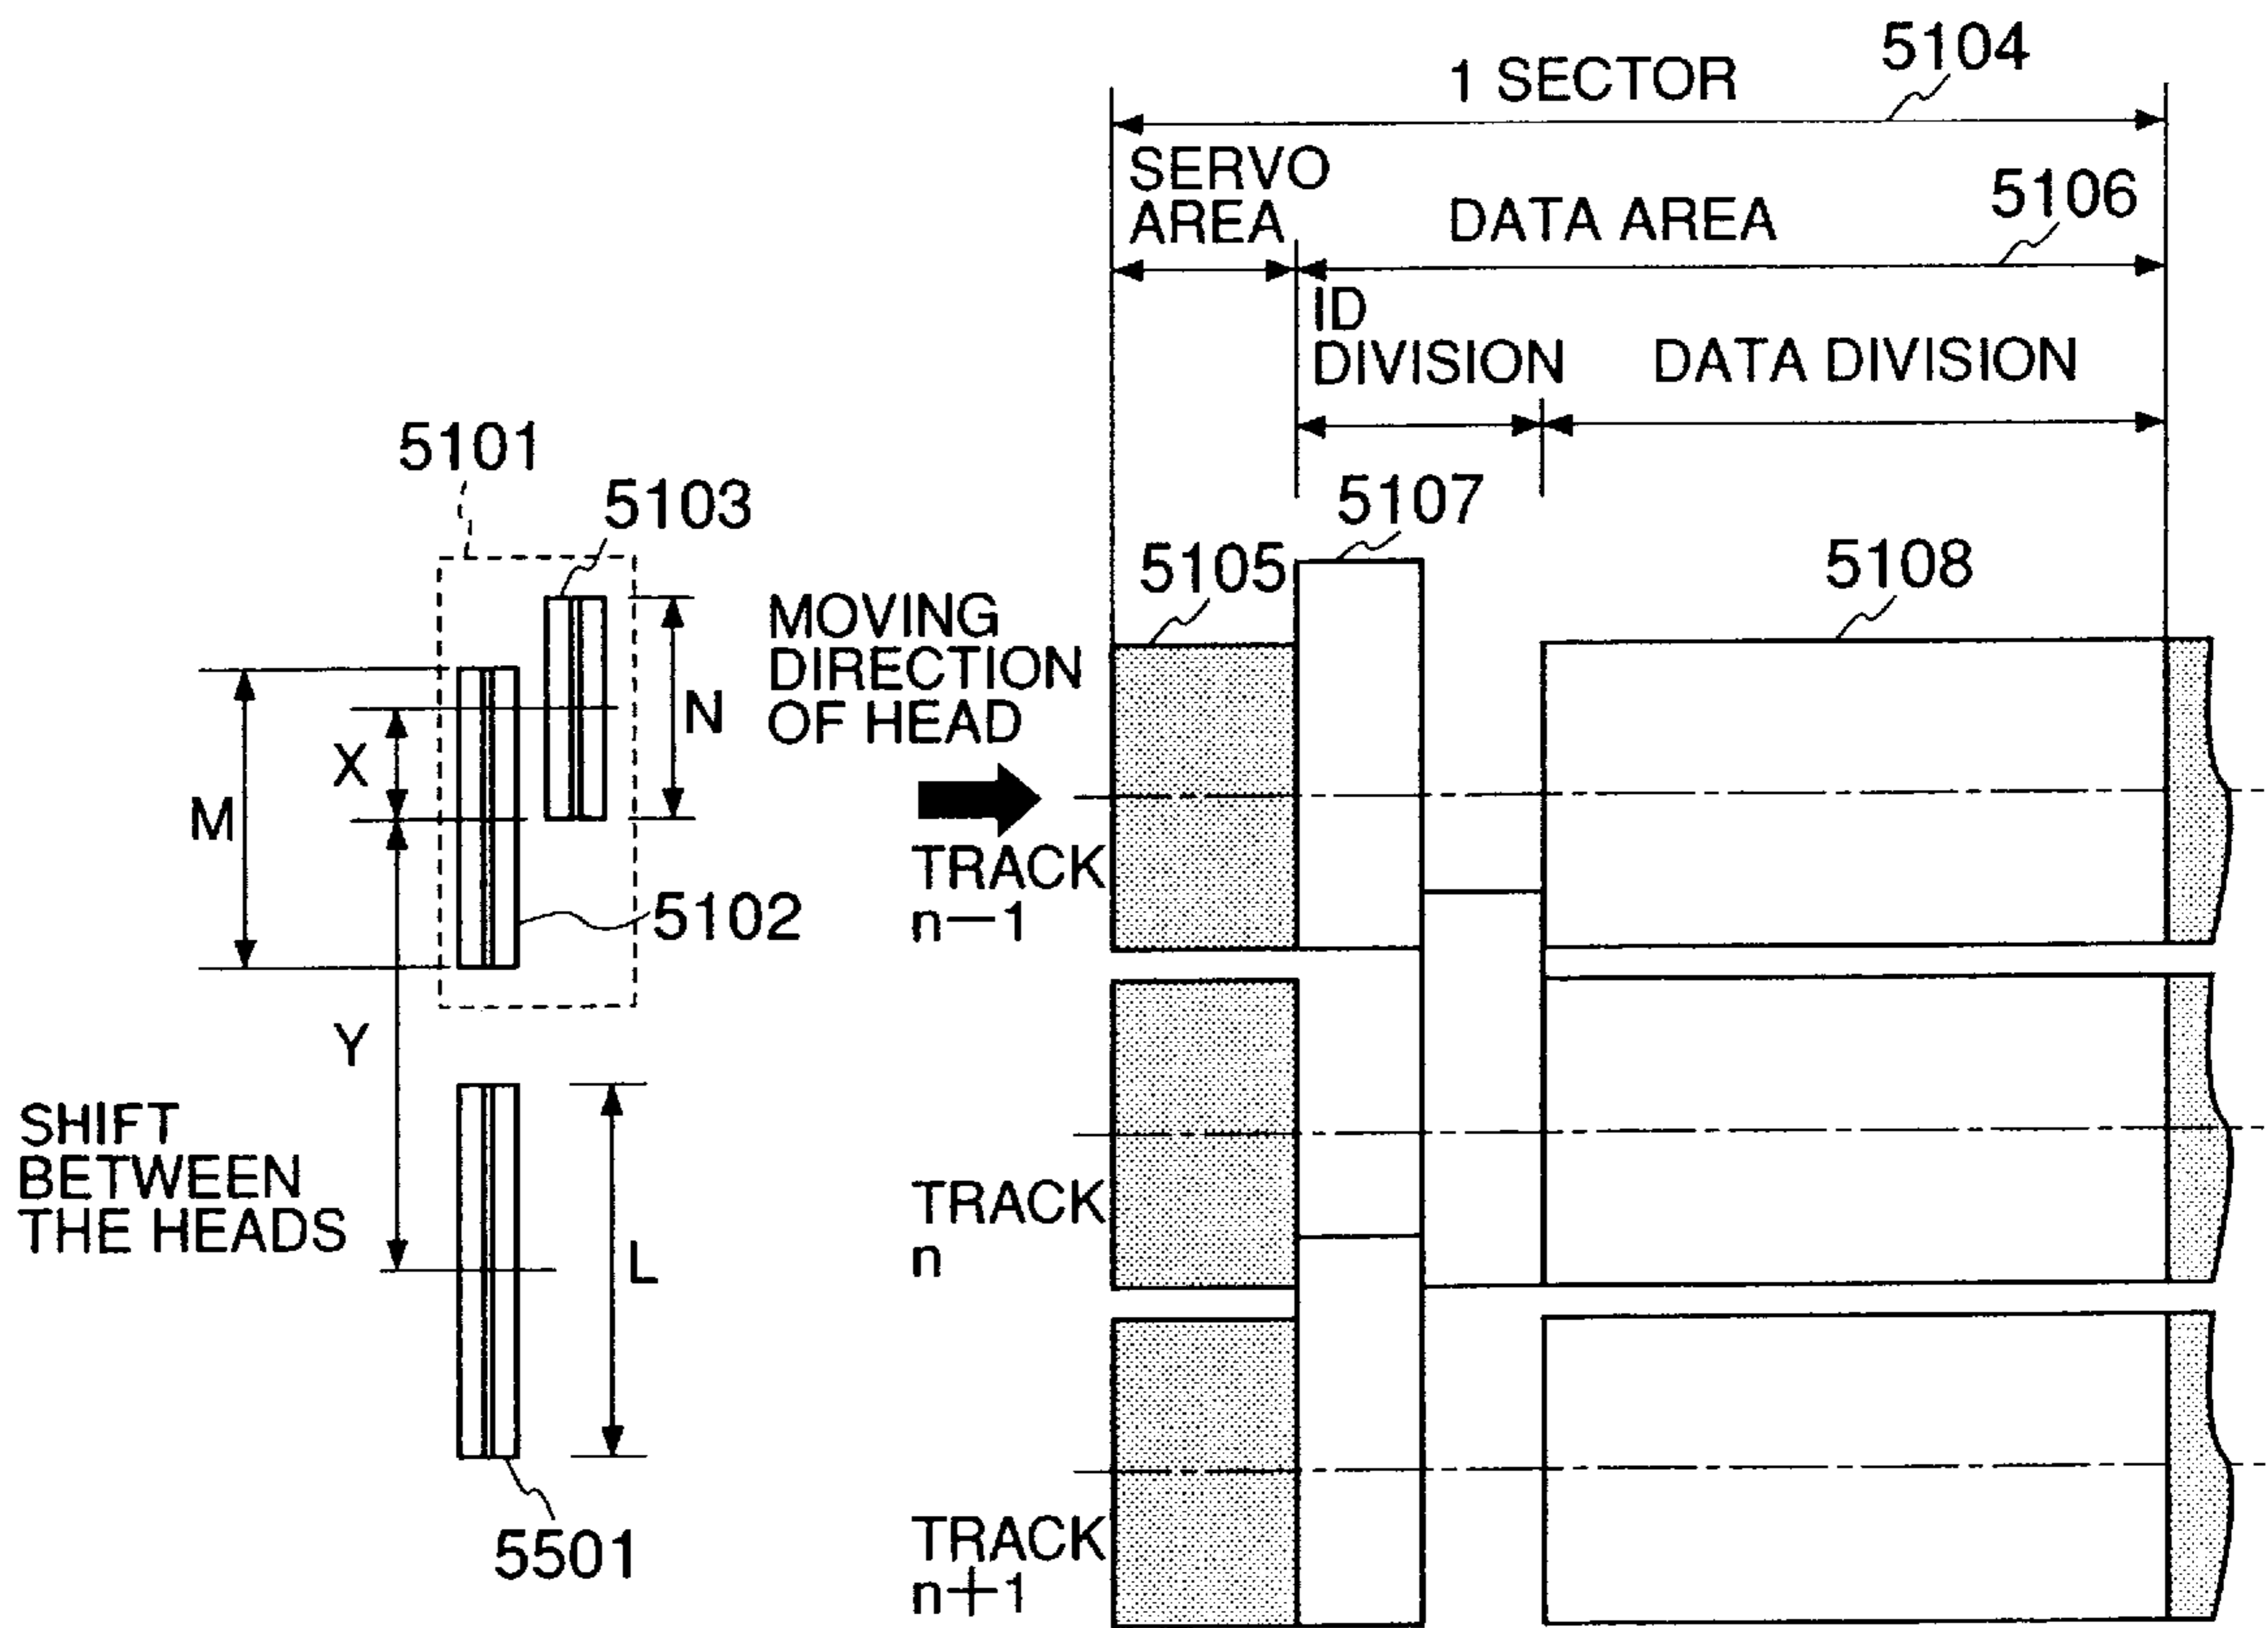 5104
1 SECTOR
SERVO
AREA
5106
DATA AREA
ID
DIVISION
DATA DIVISION
5101
5103
5107
5105
5108
MOVING
DIRECTION
OF HEAD
N
X
M
TRACK
n−1
5102
Y
SHIFT
BETWEEN
THE HEADS
L
TRACK
n
5501
TRACK
n+1